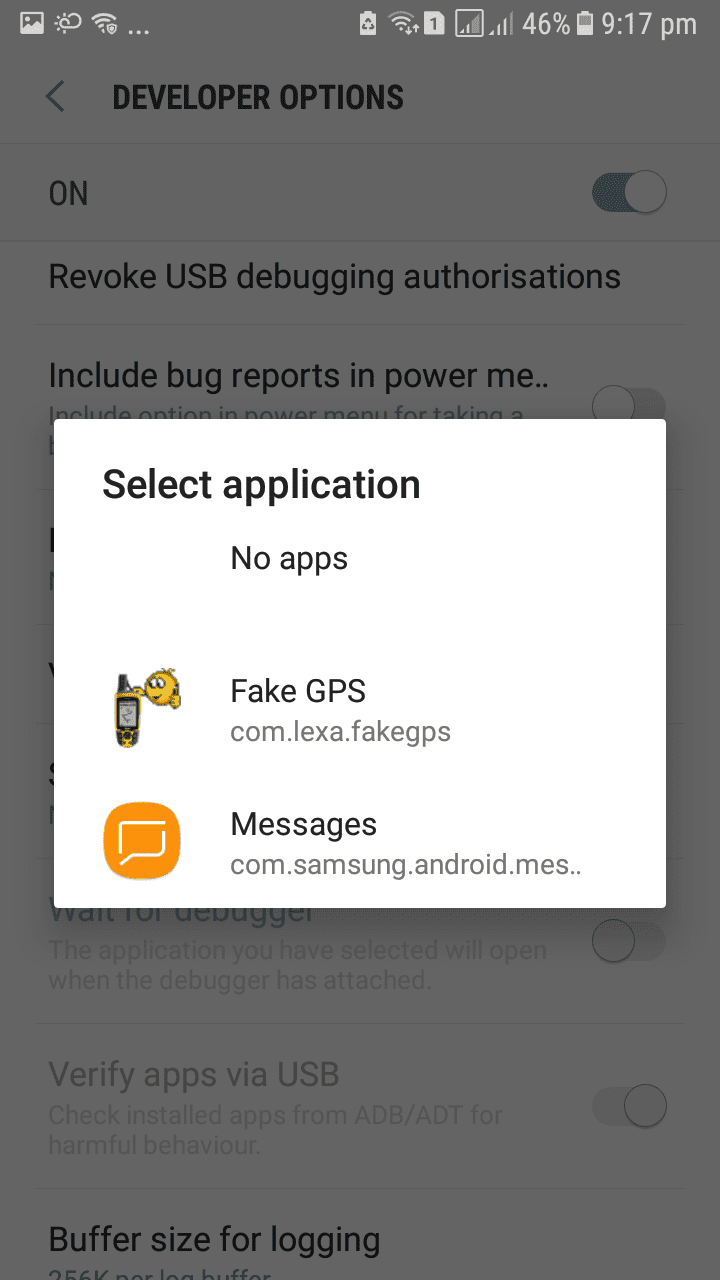 ... 1 46% 9:17 pm
DEVELOPER OPTIONS
ON
Revoke USB debugging authorisations
Include bug reports in power me..
Include option in power menu for taking a
Select application
No apps
Fake GPS
com.lexa.fakegps
Messages
com.samsung.android.mes..
Wait for debugger
The application you have selected will open
when the debugger has attached.
Verify apps via USB
Check installed apps from ADB/ADT for
harmful behaviour.
Buffer size for logging
256K per log buffer